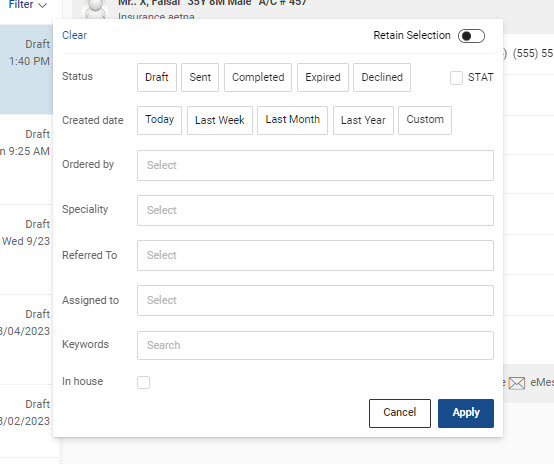 Filter
Mr.. X, Faisal 35Y 8M Male A/C # 457
Insurance aetna
Draft
1:40 PM
Draft
9:25 AM
Draft
Wed 9/23
Draft
3/04/2023
Draft
3/02/2023
(555) 55
Clear
Retain Selection
Status
Draft
Sent
Completed
Expired
Declined
STAT
Created date
Today
Last Week
Last Month
Last Year
Custom
Ordered by
Select
Speciality
Select
Referred To
Select
Assigned to
Select
Keywords
Search
In house
eMes
Cancel
Apply